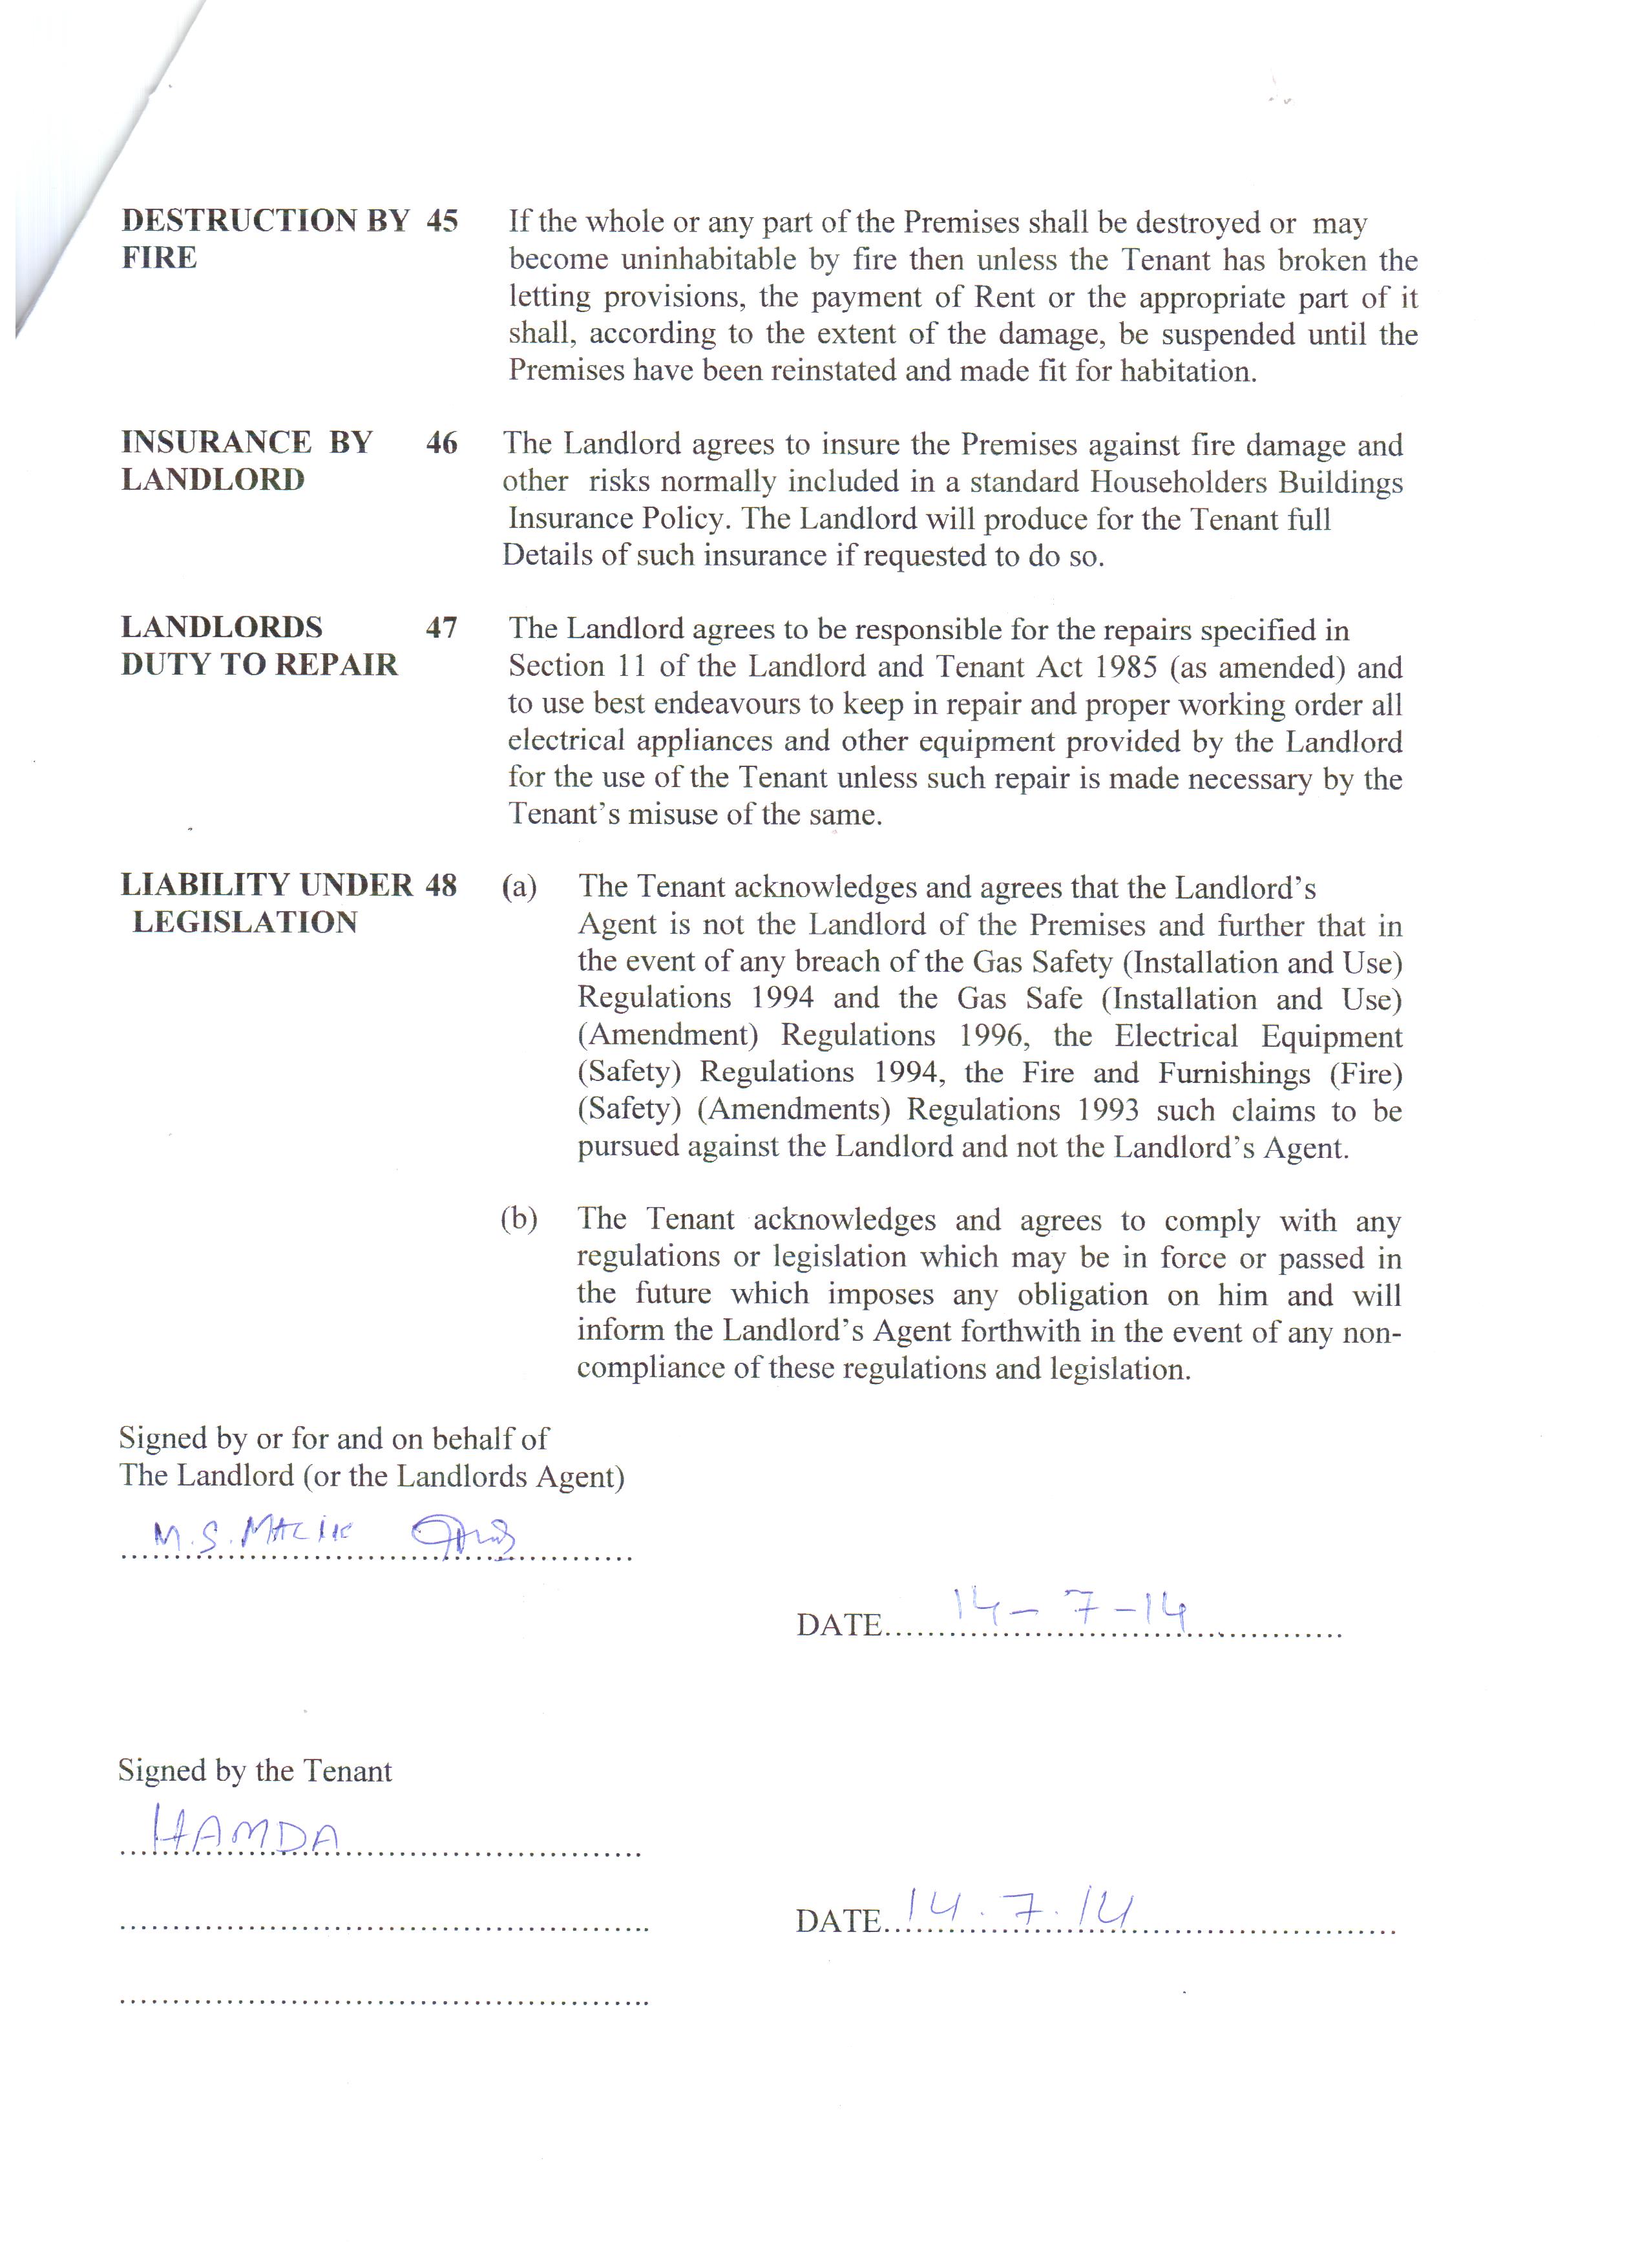 DESTRUCTION BY 45 If the whole or any part of the Premises shall be destroyed or may
FIRE become uninhabitable by fire then unless the Tenant has broken the
letting provisions, the payment of Rent or the appropriate part of it
shall, according to the extent of the damage, be suspended until the
Premises have been reinstated and made fit for habitation.
INSURANCE BY 46 The Landlord agrees to insure the Premises against fire damage and
LANDLORD other risks normally included in a standard Householders Buildings
Insurance Policy. The Landlord will produce for the Tenant full
Details of such insurance if requested to do so.
LANDLORDS 47 The Landlord agrees to be responsible for the repairs specified in
DUTY TO REPAIR Section 11 of the Landlord and Tenant Act 1985 (as amended) and
to use best endeavours to keep in repair and proper working order all
electrical appliances and other equipment provided by the Landlord
for the use of the Tenant unless such repair is made necessary by the
Tenant's misuse of the same.
LIABILITY UNDER 48 (a) The Tenant acknowledges and agrees that the Landlord's
LEGISLATION Agent is not the Landlord of the Premises and further that in
the event of any breach of the Gas Safety (Installation and Use)
Regulations 1994 and the Gas Safe (Installation and Use)
(Amendment) Regulations 1996, the Electrical Equipment
(Safety) Regulations 1994, the Fire and Furnishings (Fire)
(Safety) (Amendments) Regulations 1993 such claims to be
pursued against the Landlord and not the Landlord's Agent.
(b) The Tenant acknowledges and agrees to comply with any
regulations or legislation which may be in force or passed in
the future which imposes any obligation on him and will
inform the Landlord's Agent forthwith in the event of any non-
compliance of these regulations and legislation.
Signed by or for and on behalf of
The Landlord (or the Landlords Agent)
M.S. MALIK
DATE 14-7-14
Signed by the Tenant
HAMDA
DATE 14.7.14